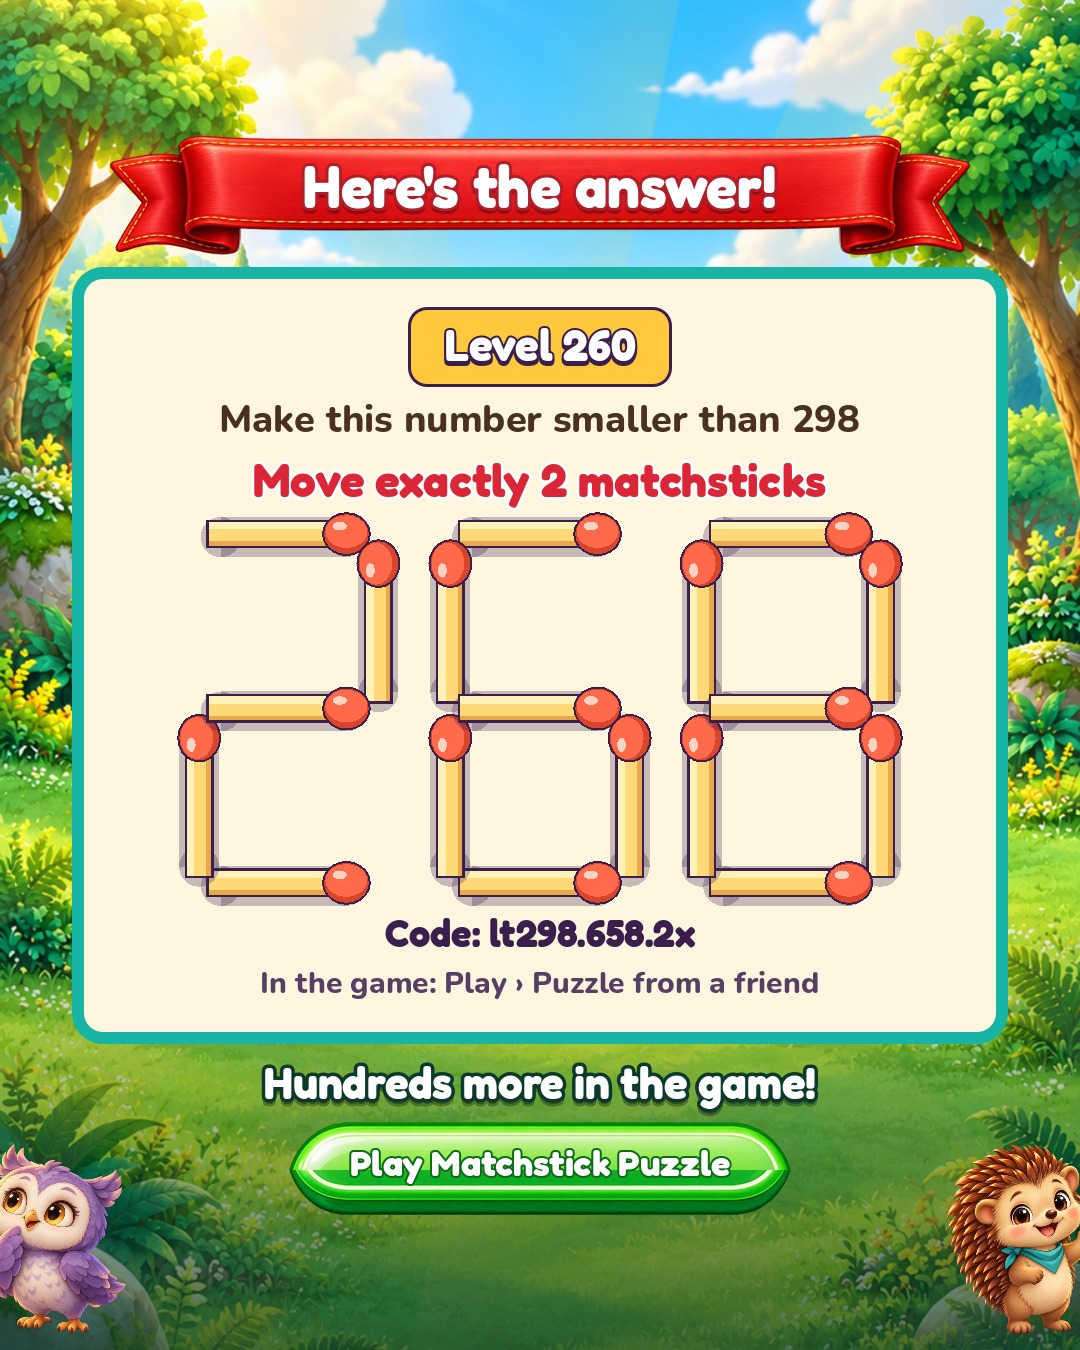 Here's the answer!
Level 260
Make this number smaller than 298
Move exactly 2 matchsticks
268
Code: lt298.658.2x
In the game: Play › Puzzle from a friend
Hundreds more in the game!
Play Matchstick Puzzle